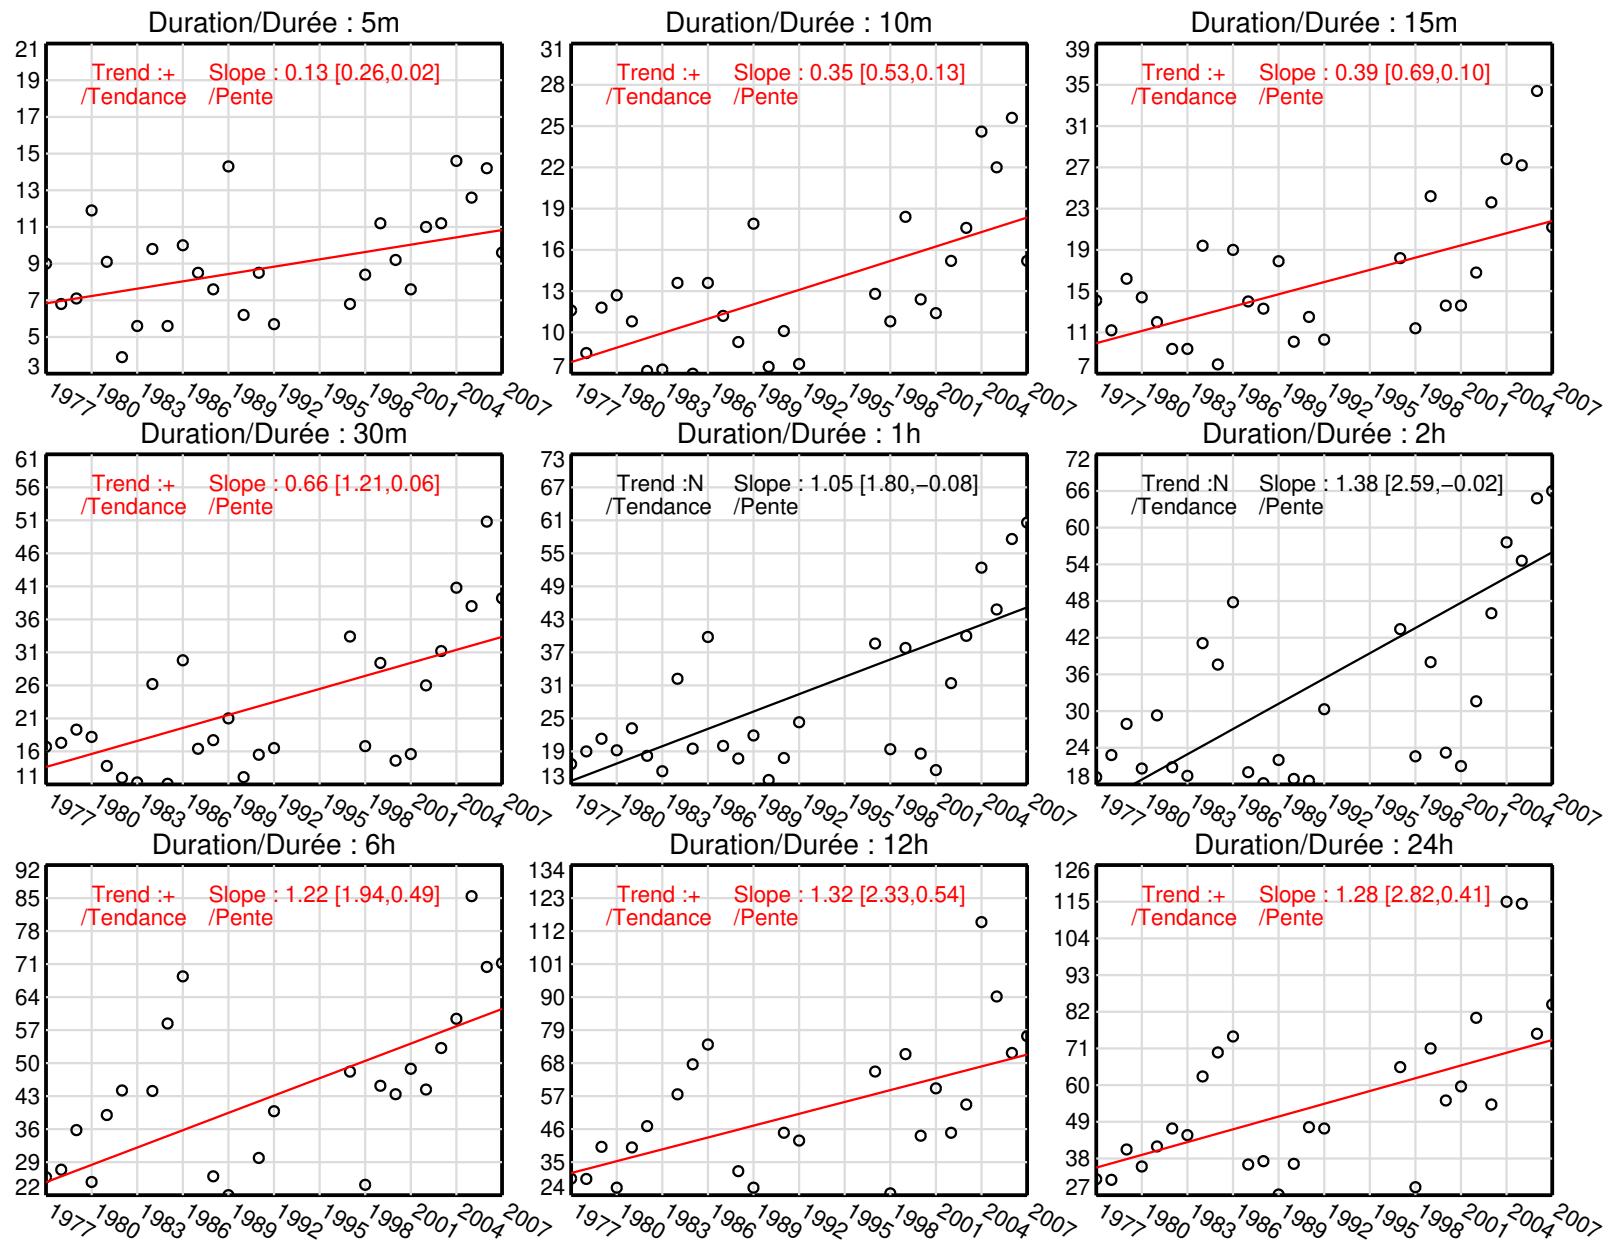 Duration/Durée : 5m
21
19
17
15
13
11
9
7
5
3
Trend :+ Slope : 0.13 [0.26,0.02]
/Tendance /Pente
1977 1980 1983 1986 1989 1992 1995 1998 2001 2004 2007
Duration/Durée : 10m
31
28
25
22
19
16
13
10
7
Trend :+ Slope : 0.35 [0.53,0.13]
/Tendance /Pente
1977 1980 1983 1986 1989 1992 1995 1998 2001 2004 2007
Duration/Durée : 15m
39
35
31
27
23
19
15
11
7
Trend :+ Slope : 0.39 [0.69,0.10]
/Tendance /Pente
1977 1980 1983 1986 1989 1992 1995 1998 2001 2004 2007
Duration/Durée : 30m
61
56
51
46
41
36
31
26
21
16
11
Trend :+ Slope : 0.66 [1.21,0.06]
/Tendance /Pente
1977 1980 1983 1986 1989 1992 1995 1998 2001 2004 2007
Duration/Durée : 1h
73
67
61
55
49
43
37
31
25
19
13
Trend :N Slope : 1.05 [1.80,−0.08]
/Tendance /Pente
1977 1980 1983 1986 1989 1992 1995 1998 2001 2004 2007
Duration/Durée : 2h
72
66
60
54
48
42
36
30
24
18
Trend :N Slope : 1.38 [2.59,−0.02]
/Tendance /Pente
1977 1980 1983 1986 1989 1992 1995 1998 2001 2004 2007
Duration/Durée : 6h
92
85
78
71
64
57
50
43
36
29
22
Trend :+ Slope : 1.22 [1.94,0.49]
/Tendance /Pente
1977 1980 1983 1986 1989 1992 1995 1998 2001 2004 2007
Duration/Durée : 12h
134
123
112
101
90
79
68
57
46
35
24
Trend :+ Slope : 1.32 [2.33,0.54]
/Tendance /Pente
1977 1980 1983 1986 1989 1992 1995 1998 2001 2004 2007
Duration/Durée : 24h
126
115
104
93
82
71
60
49
38
27
Trend :+ Slope : 1.28 [2.82,0.41]
/Tendance /Pente
1977 1980 1983 1986 1989 1992 1995 1998 2001 2004 2007